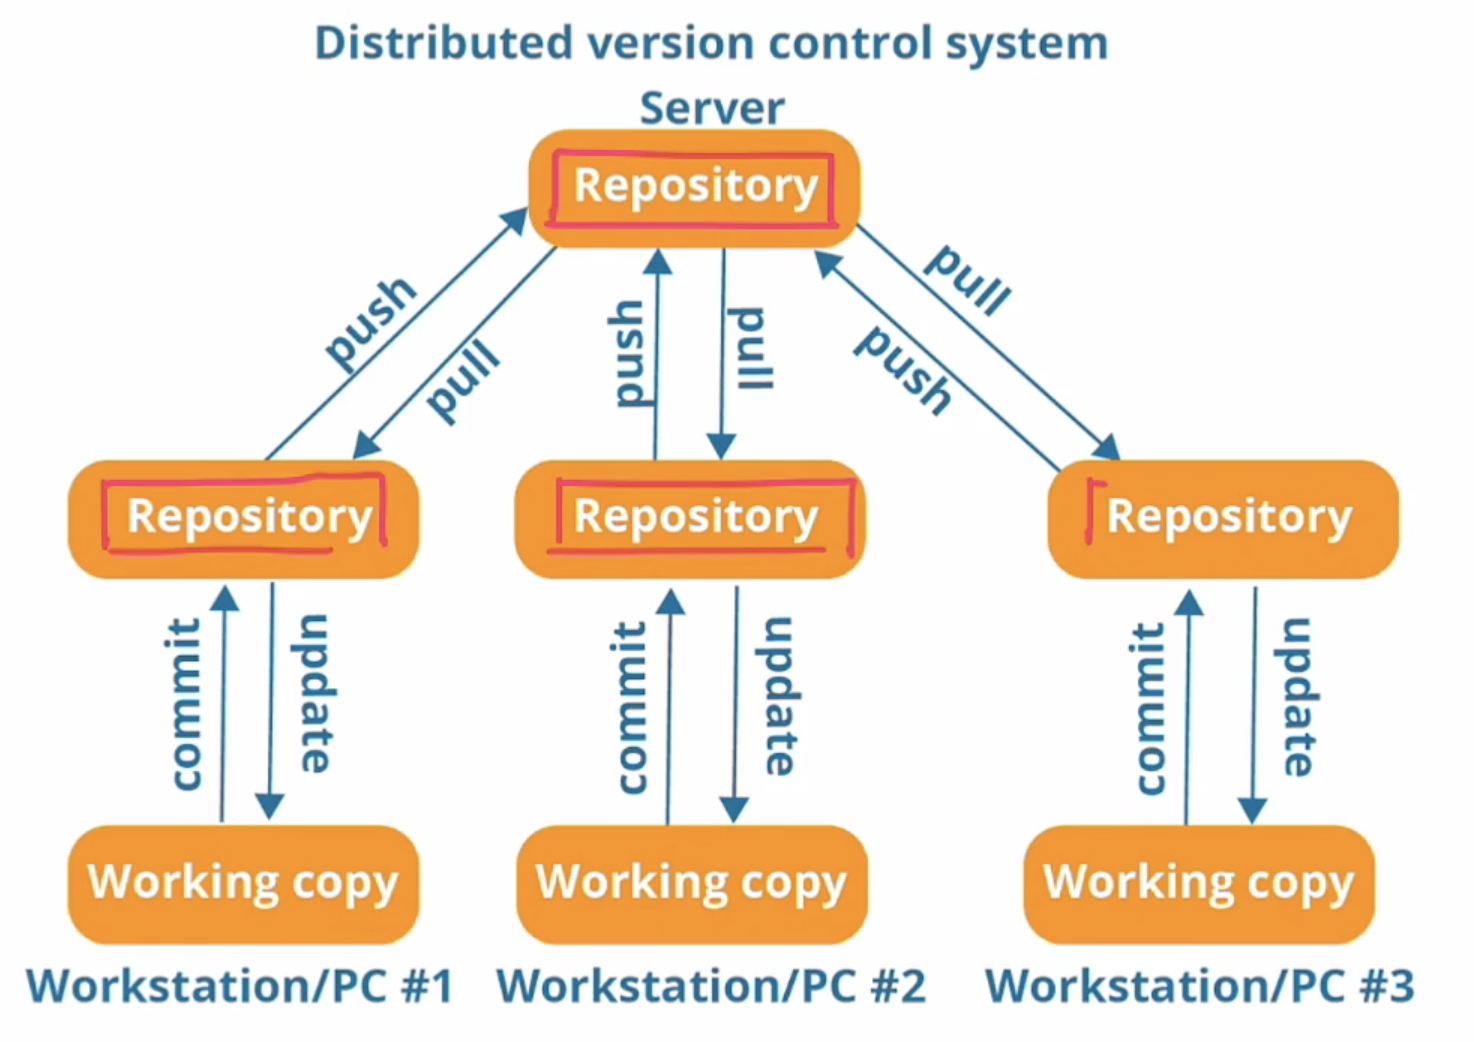 Distributed version control system
Server
Repository
push
pull
push
pull
push
pull
Repository
Repository
Repository
commit
update
commit
update
commit
update
Working copy
Working copy
Working copy
Workstation/PC #1
Workstation/PC #2
Workstation/PC #3